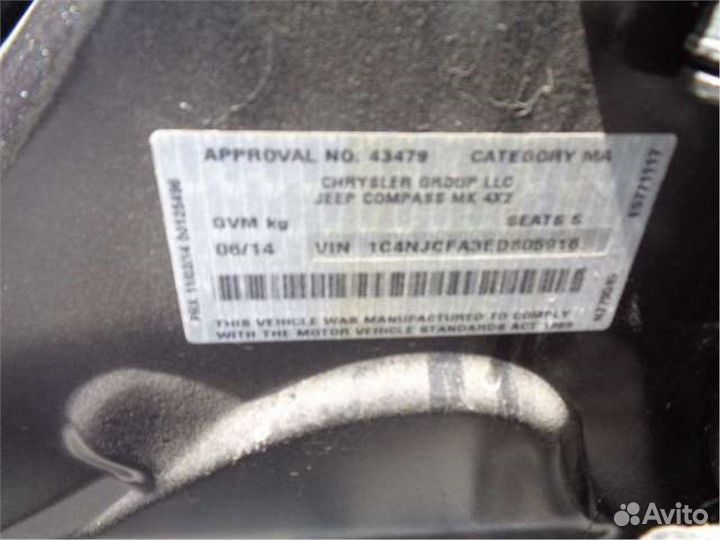 APPROVAL NO. 43479 CATEGORY MA
CHRYSLER GROUP LLC
JEEP COMPASS MK 4X2
GVM kg SEATS 5
06/14 VIN
THIS VEHICLE WAS MANUFACTURED TO COMPLY
WITH THE MOTOR VEHICLE STANDARDS ACT 1989
ES771117
Avito